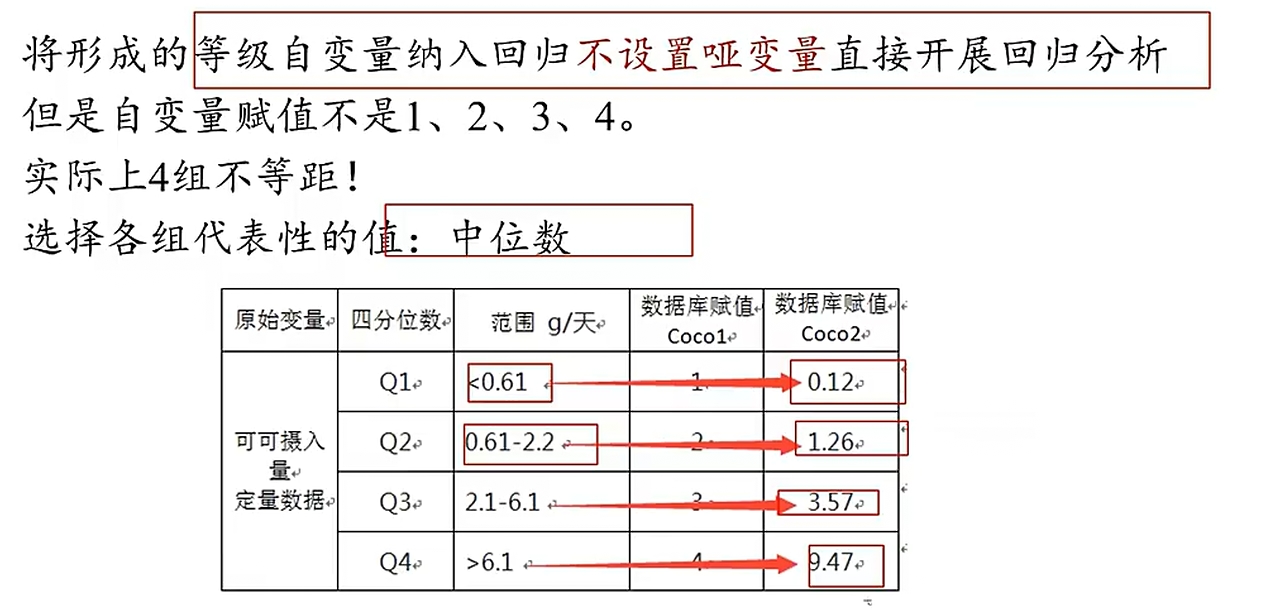 将形成的等级自变量纳入回归不设置哑变量直接开展回归分析
但是自变量赋值不是1、2、3、4。
实际上4组不等距！
选择各组代表性的值：中位数
原始变量 四分位数 范围 g/天 数据库赋值 Coco1 数据库赋值 Coco2
可可摄入量 定量数据
Q1 <0.61 1 0.12
Q2 0.61-2.2 2 1.26
Q3 2.1-6.1 3 3.57
Q4 >6.1 4 9.47